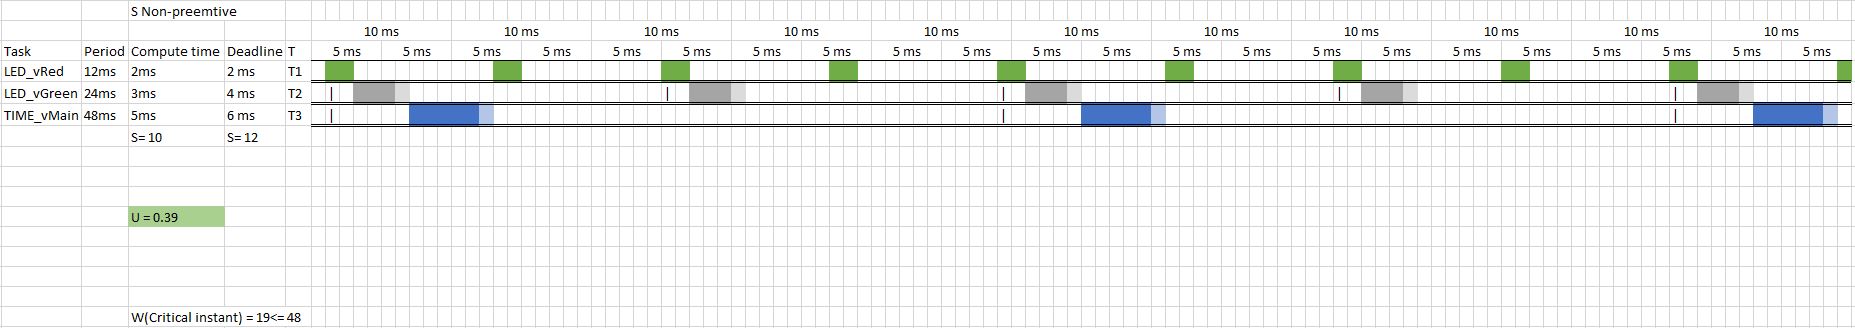 S Non-preemtive
10 ms 10 ms 10 ms 10 ms 10 ms 10 ms 10 ms 10 ms 10 ms 10 ms 10 ms
Task Period Compute time Deadline T 5 ms 5 ms 5 ms 5 ms 5 ms 5 ms 5 ms 5 ms 5 ms 5 ms 5 ms 5 ms 5 ms 5 ms 5 ms 5 ms 5 ms 5 ms 5 ms 5 ms 5 ms 5 ms
LED_vRed 12ms 2ms 2 ms T1
LED_vGreen 24ms 3ms 4 ms T2 | | | | |
TIME_vMain 48ms 5ms 6 ms T3 | | |
S= 10 S= 12
U = 0.39
W(Critical instant) = 19<= 48